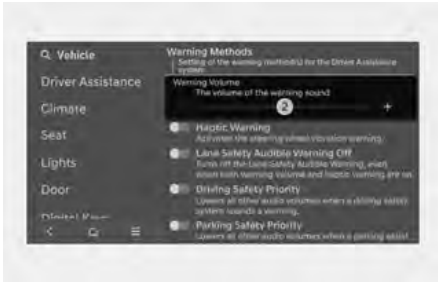 Vehicle
Driver Assistance
Climate
Seat
Lights
Door
Digital Key
Warning Methods
Setting of the warning method(s) for the Driver Assistance
system
Warning Volume
The volume of the warning sound
2
+
Haptic Warning
Activates the steering wheel vibration warning.
Lane Safety Audible Warning Off
Turns off the Lane Safety Audible Warning, even
when both warning volume and haptic warning are on.
Driving Safety Priority
Lowers all other audio volumes when a driving safety
system sounds a warning.
Parking Safety Priority
Lowers all other audio volumes when a parking assist